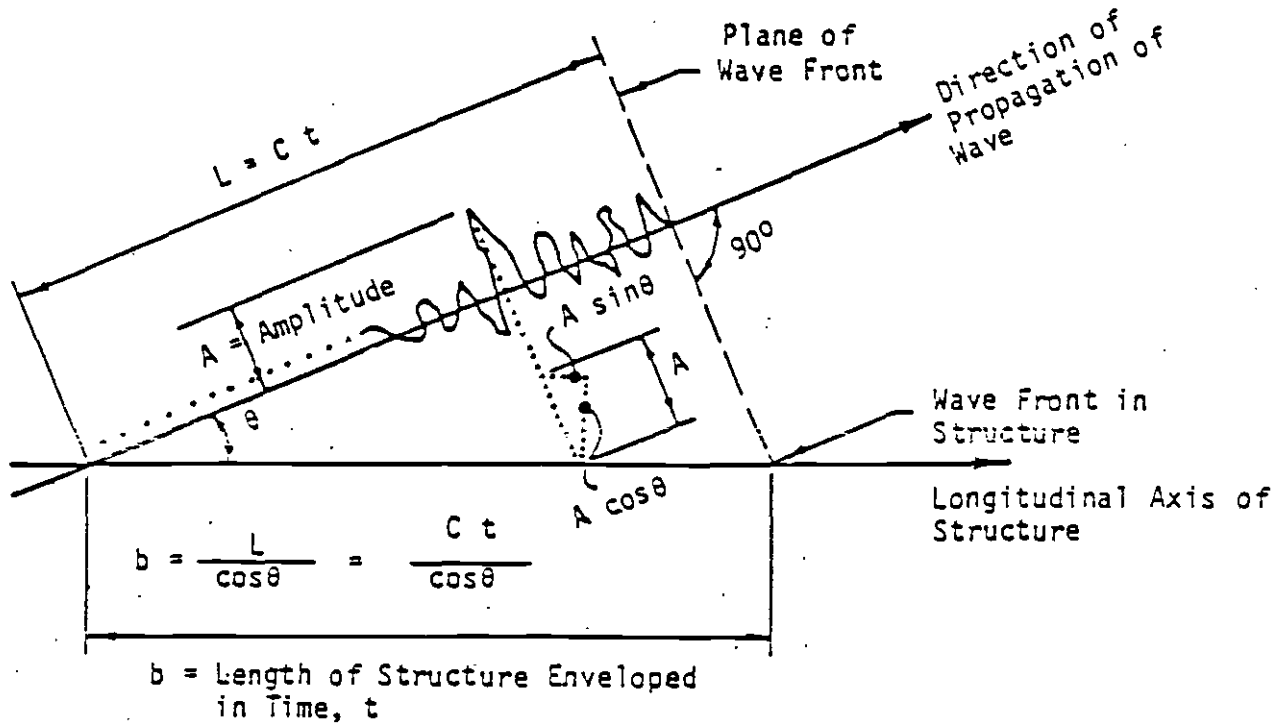 Plane of
Wave Front
Direction of
Propagation of
Wave
L = C t
90°
A = Amplitude
A sinθ
A
θ
Wave Front in
Structure
A cosθ
Longitudinal Axis of
Structure
b = L / cosθ = C t / cosθ
b = Length of Structure Enveloped
in Time, t